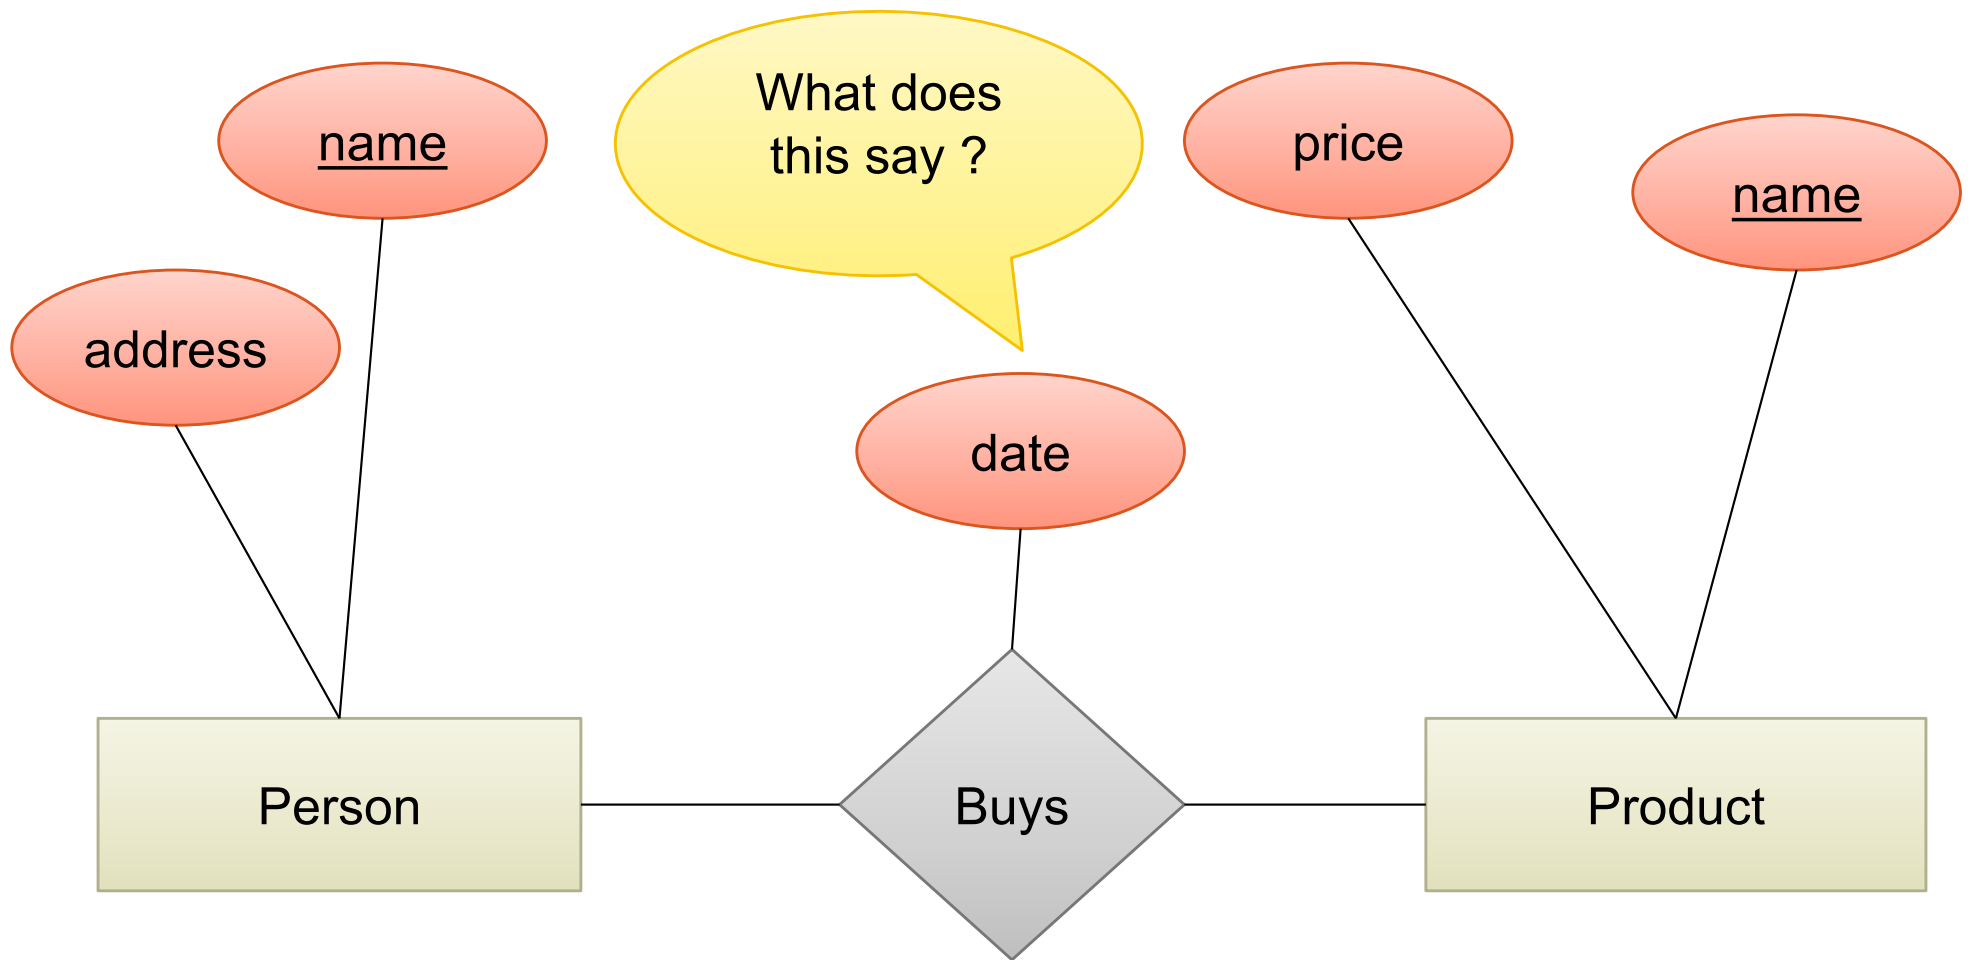 What does
this say ?
name
price
name
address
date
Person
Buys
Product